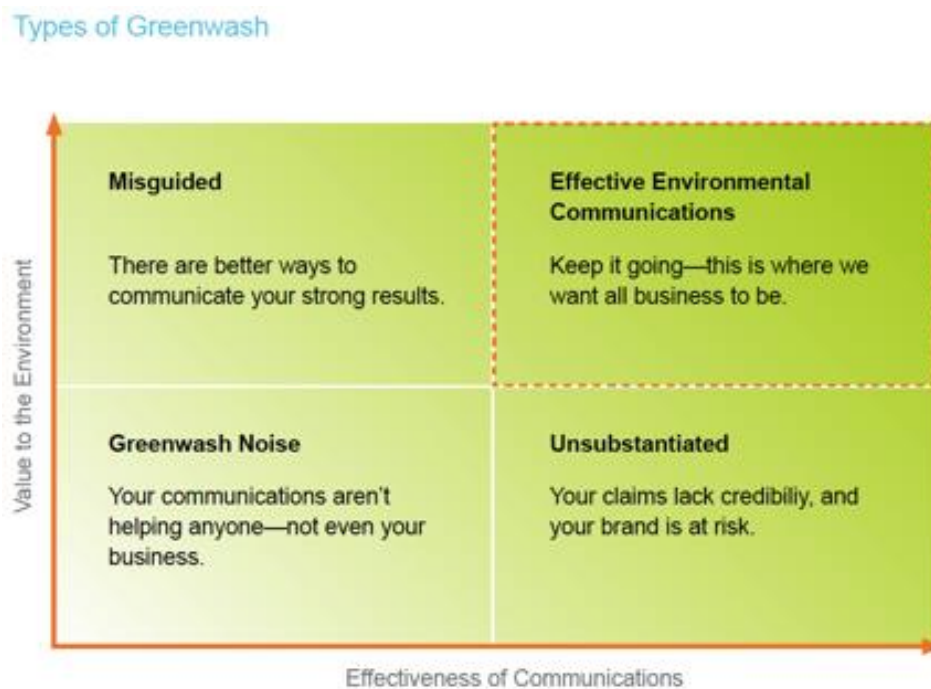 Types of Greenwash
Misguided
There are better ways to
communicate your strong results.
Effective Environmental
Communications
Keep it going—this is where we
want all business to be.
Greenwash Noise
Your communications aren't
helping anyone—not even your
business.
Unsubstantiated
Your claims lack credibiliy, and
your brand is at risk.
Value to the Environment
Effectiveness of Communications